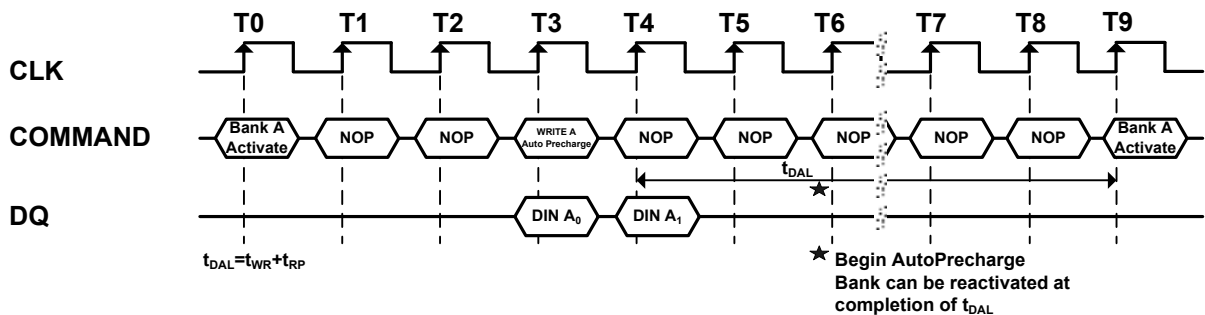 T0 T1 T2 T3 T4 T5 T6 T7 T8 T9
CLK
COMMAND
Bank A
Activate
NOP
NOP
WRITE A
Auto Precharge
NOP
NOP
NOP
NOP
NOP
Bank A
Activate
tDAL
DQ
DIN A0
DIN A1
tDAL=tWR+tRP
★ Begin AutoPrecharge
Bank can be reactivated at
completion of tDAL